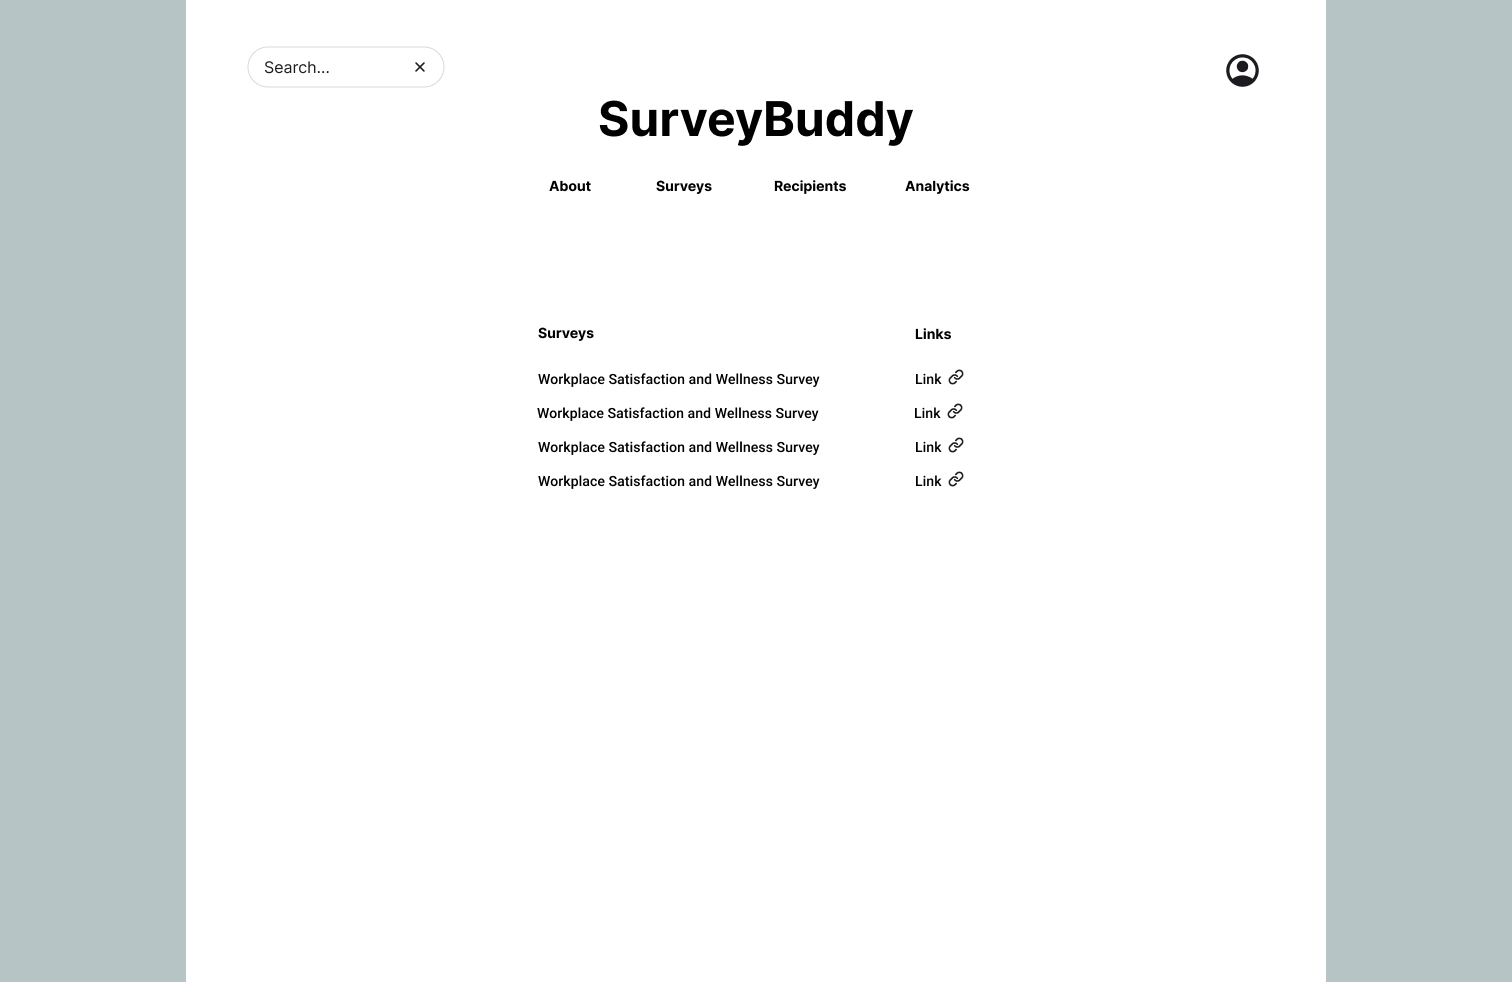 Search...
SurveyBuddy
About Surveys Recipients Analytics
Surveys Links
Workplace Satisfaction and Wellness Survey Link
Workplace Satisfaction and Wellness Survey Link
Workplace Satisfaction and Wellness Survey Link
Workplace Satisfaction and Wellness Survey Link